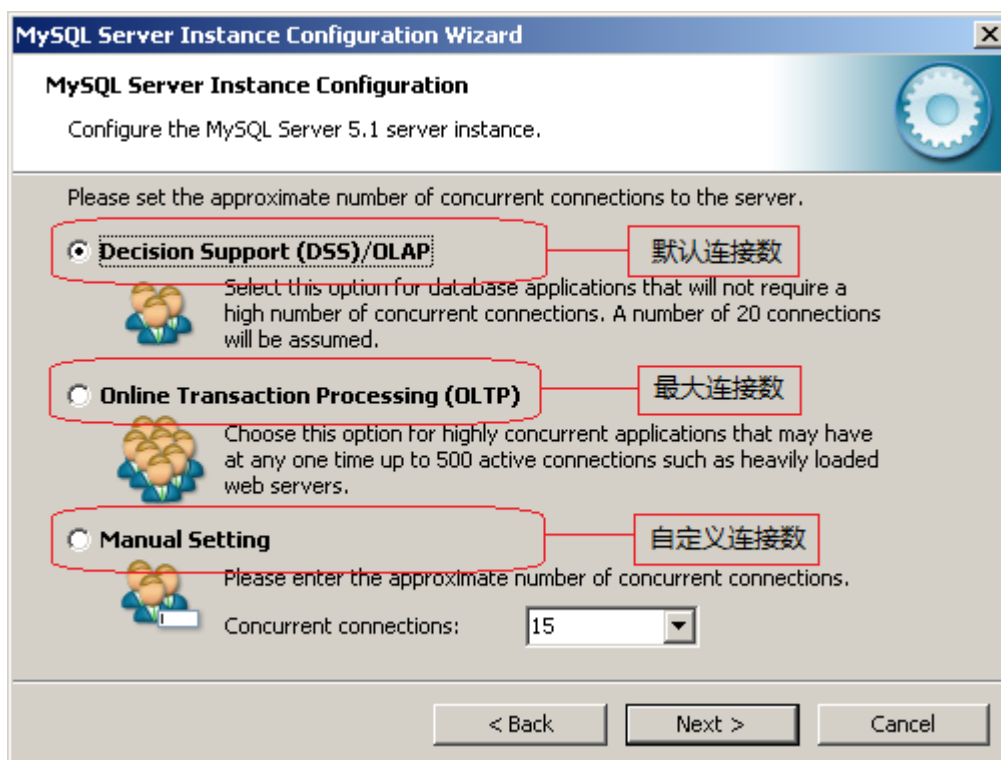 MySQL Server Instance Configuration Wizard
MySQL Server Instance Configuration
Configure the MySQL Server 5.1 server instance.
Please set the approximate number of concurrent connections to the server.
Decision Support (DSS)/OLAP
默认连接数
Select this option for database applications that will not require a
high number of concurrent connections. A number of 20 connections
will be assumed.
Online Transaction Processing (OLTP)
最大连接数
Choose this option for highly concurrent applications that may have
at any one time up to 500 active connections such as heavily loaded
web servers.
Manual Setting
自定义连接数
Please enter the approximate number of concurrent connections.
Concurrent connections:
15
< Back
Next >
Cancel